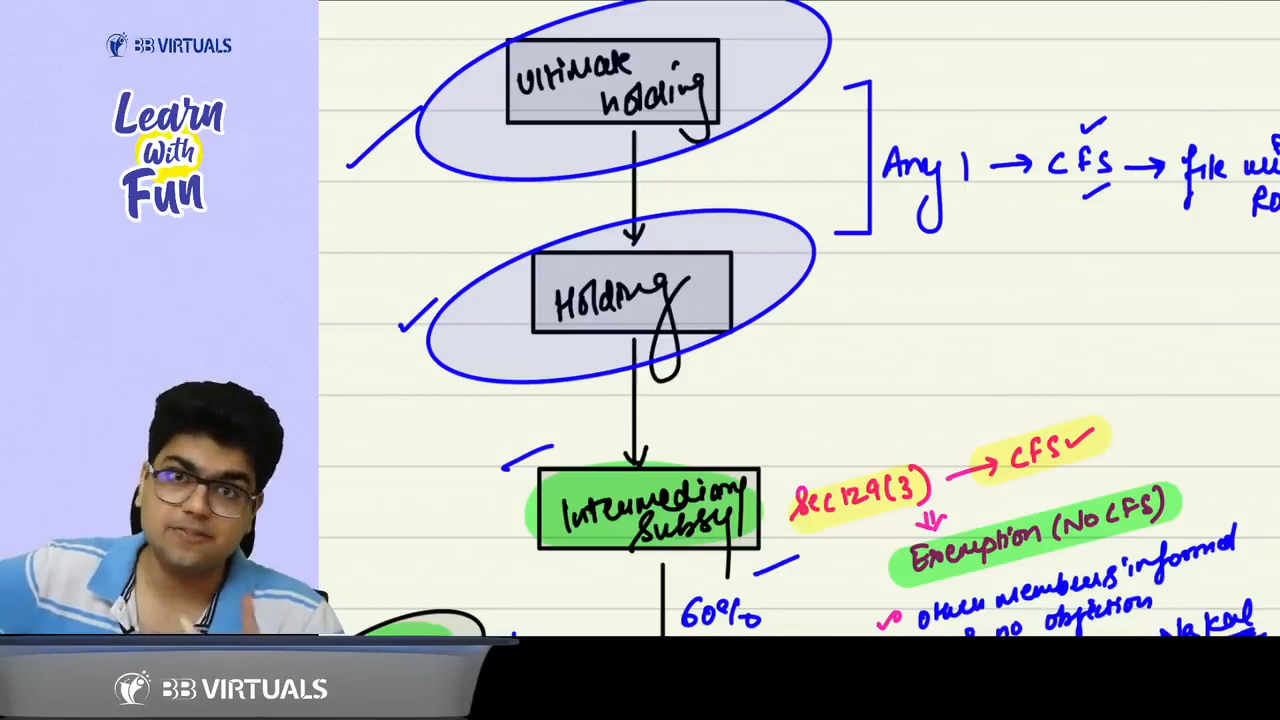 BB VIRTUALS
Learn
With
Fun
Ultimate
holding
Any 1 → CFS → file
Holding
Intermediary
Subsy
Sec 129(3) → CFS
Exemption (No CFS)
60%
other members informed
no objection
BB VIRTUALS